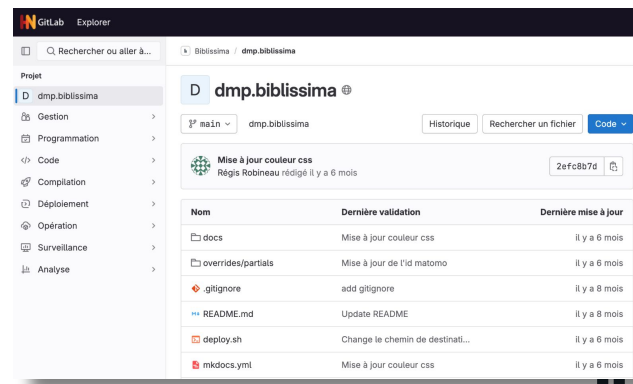 GitLab Explorer
Rechercher ou aller à...
Biblissima / dmp.biblissima
Projet
D dmp.biblissima
Gestion
Programmation
Code
Compilation
Déploiement
Opération
Surveillance
Analyse
D dmp.biblissima
main dmp.biblissima Historique Rechercher un fichier Code
Mise à jour couleur css
Régis Robineau rédigé il y a 6 mois
2efc8b7d
Nom Dernière validation Dernière mise à jour
docs Mise à jour couleur css il y a 6 mois
overrides/partials Mise à jour de l'id matomo il y a 6 mois
.gitignore add gitignore il y a 8 mois
README.md Update README il y a 8 mois
deploy.sh Change le chemin de destinati... il y a 6 mois
mkdocs.yml Mise à jour couleur css il y a 6 mois